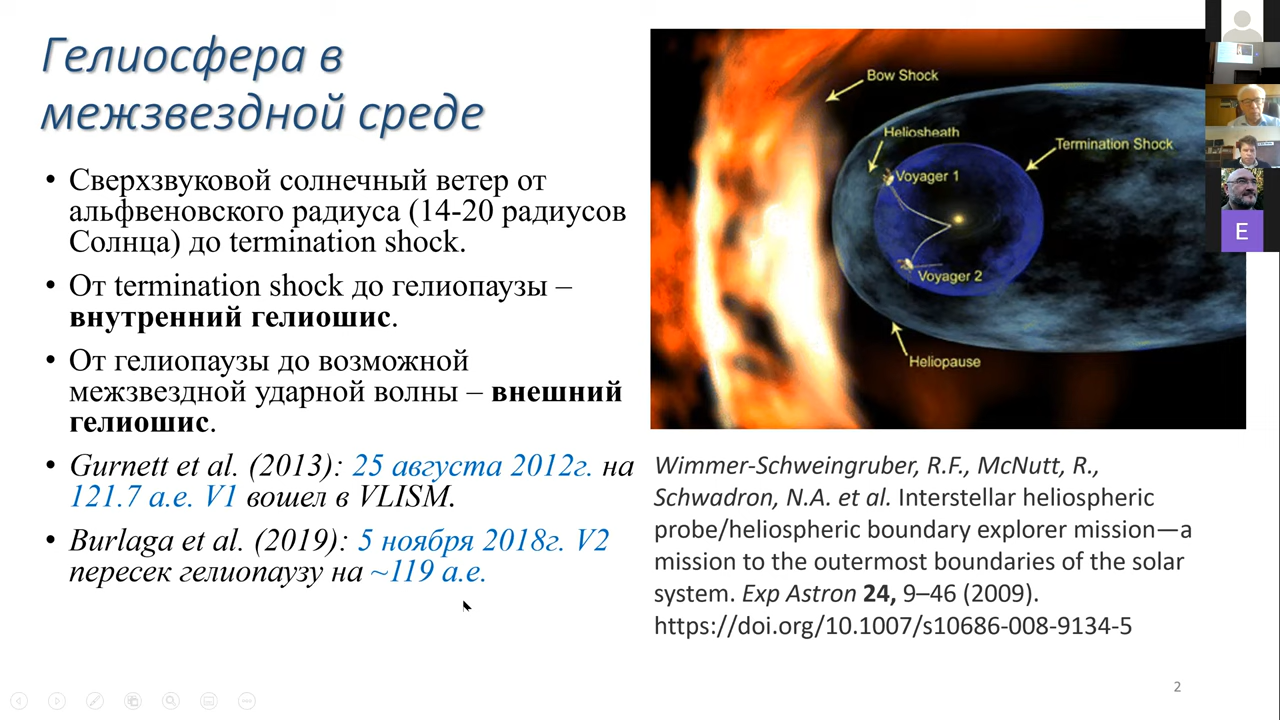 Гелиосфера в
межзвездной среде
• Сверхзвуковой солнечный ветер от
альфвеновского радиуса (14-20 радиусов
Солнца) до termination shock.
• От termination shock до гелиопаузы –
внутренний гелиошис.
• От гелиопаузы до возможной
межзвездной ударной волны – внешний
гелиошис.
• Gurnett et al. (2013): 25 августа 2012г. на
121.7 а.е. V1 вошел в VLISM.
• Burlaga et al. (2019): 5 ноября 2018г. V2
пересек гелиопаузу на ~119 а.е.
Bow Shock
Heliosheath
Termination Shock
Voyager 1
Voyager 2
Heliopause
Wimmer-Schweingruber, R.F., McNutt, R.,
Schwadron, N.A. et al. Interstellar heliospheric
probe/heliospheric boundary explorer mission—a
mission to the outermost boundaries of the solar
system. Exp Astron 24, 9–46 (2009).
https://doi.org/10.1007/s10686-008-9134-5
E
2